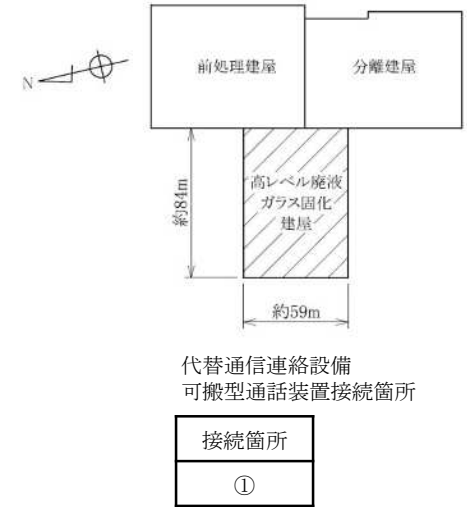 前処理建屋
分離建屋
N
高レベル廃液
ガラス固化
建屋
約84m
約59m
代替通信連絡設備
可搬型通話装置接続箇所
接続箇所
①